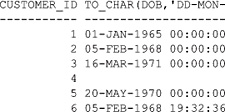 CUSTOMER_ID TO_CHAR(DOB,'DD-MON-
----------- --------------------
1 01-JAN-1965 00:00:00
2 05-FEB-1968 00:00:00
3 16-MAR-1971 00:00:00
4
5 20-MAY-1970 00:00:00
6 05-FEB-1968 19:32:36